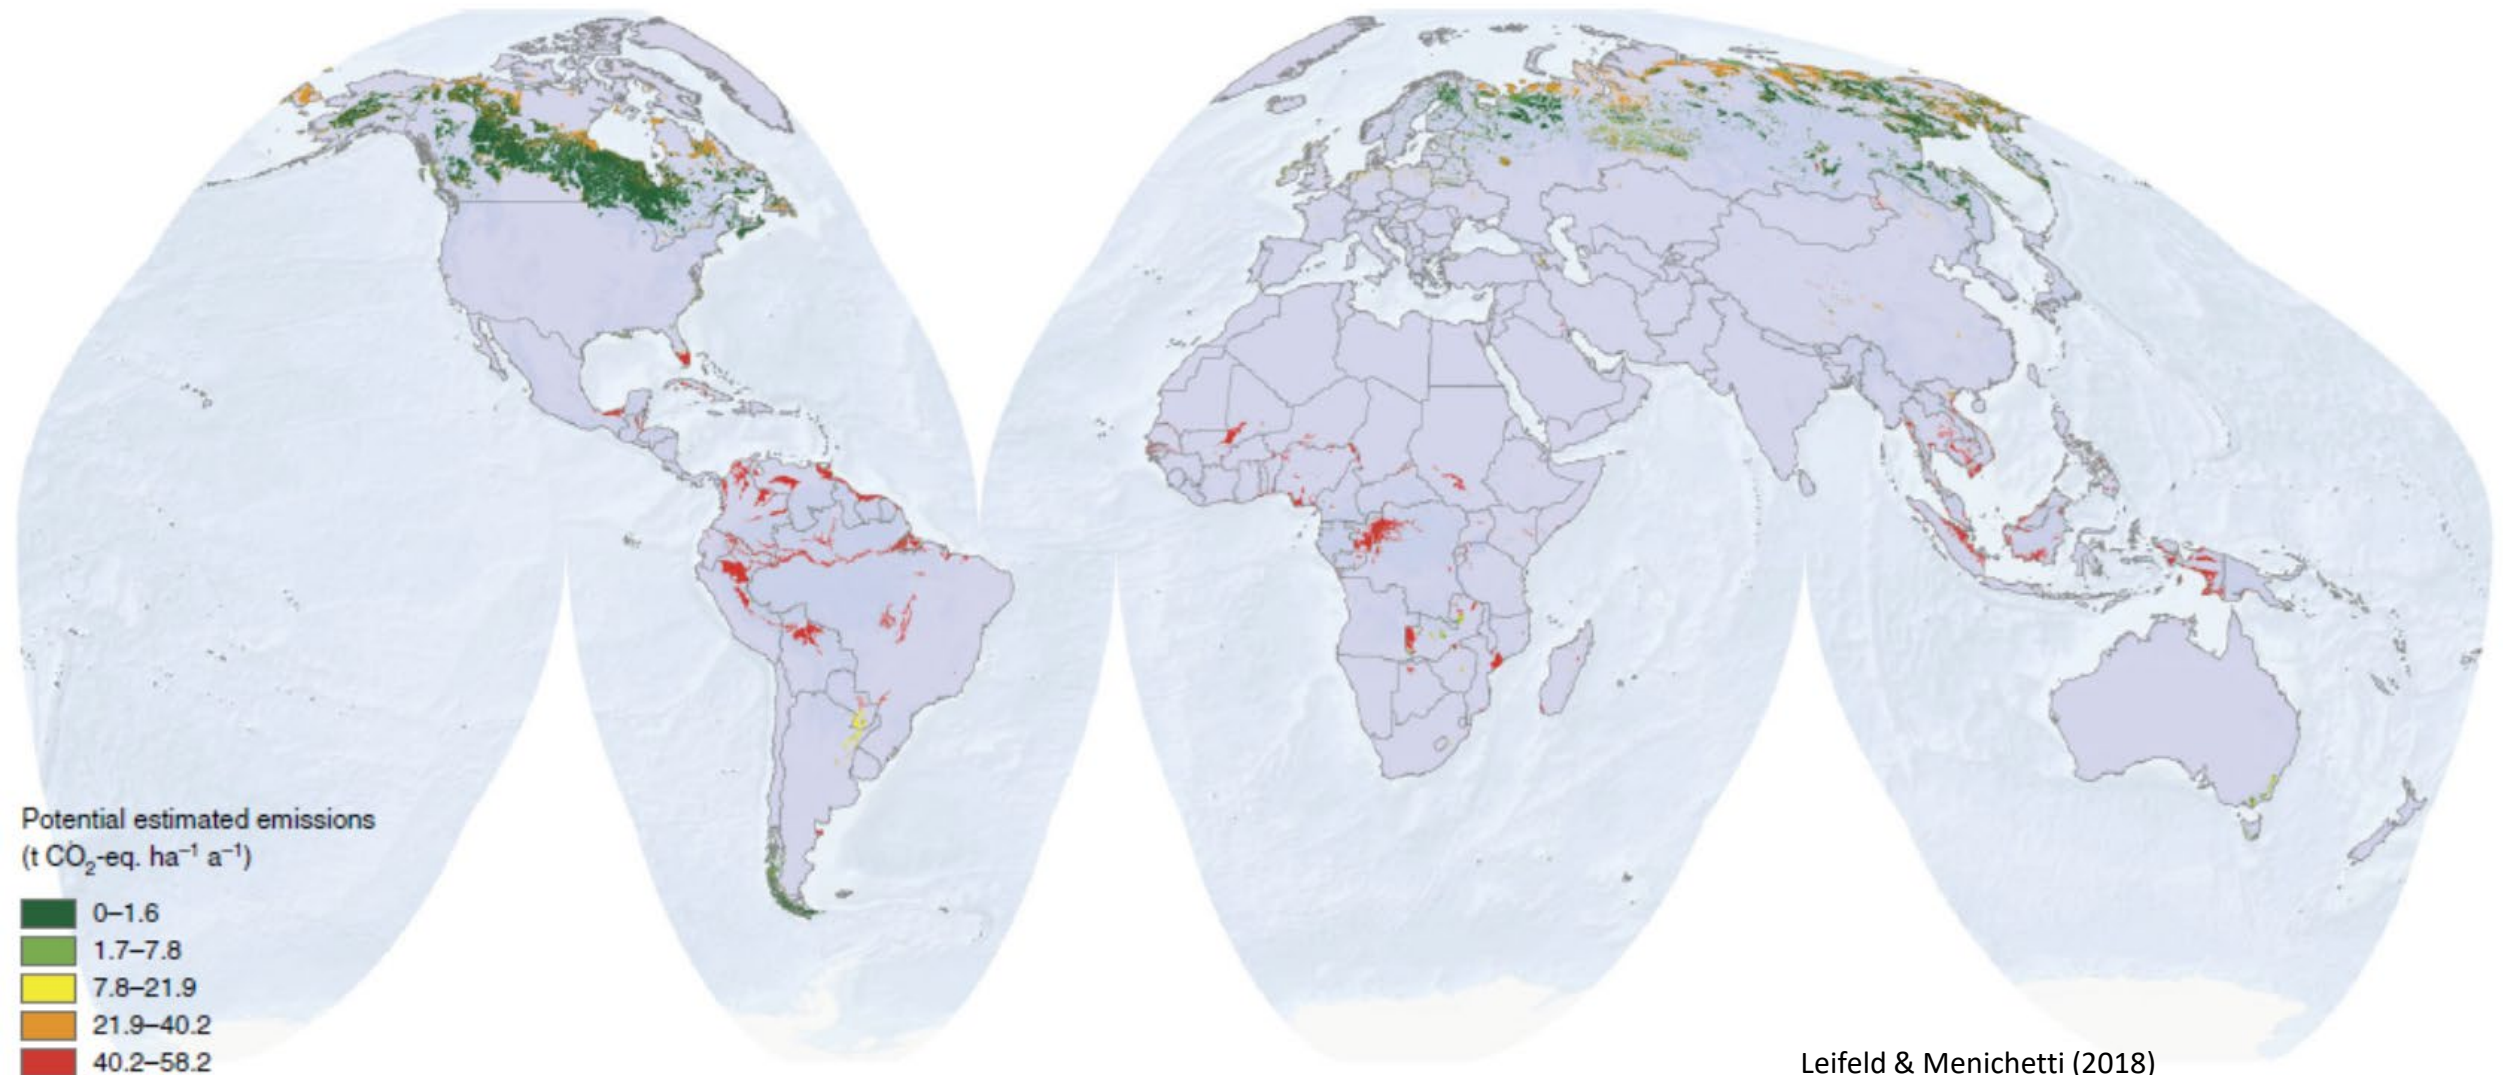 Potential estimated emissions
(t CO₂-eq. ha⁻¹ a⁻¹)
0–1.6
1.7–7.8
7.8–21.9
21.9–40.2
40.2–58.2
Leifeld & Menichetti (2018)